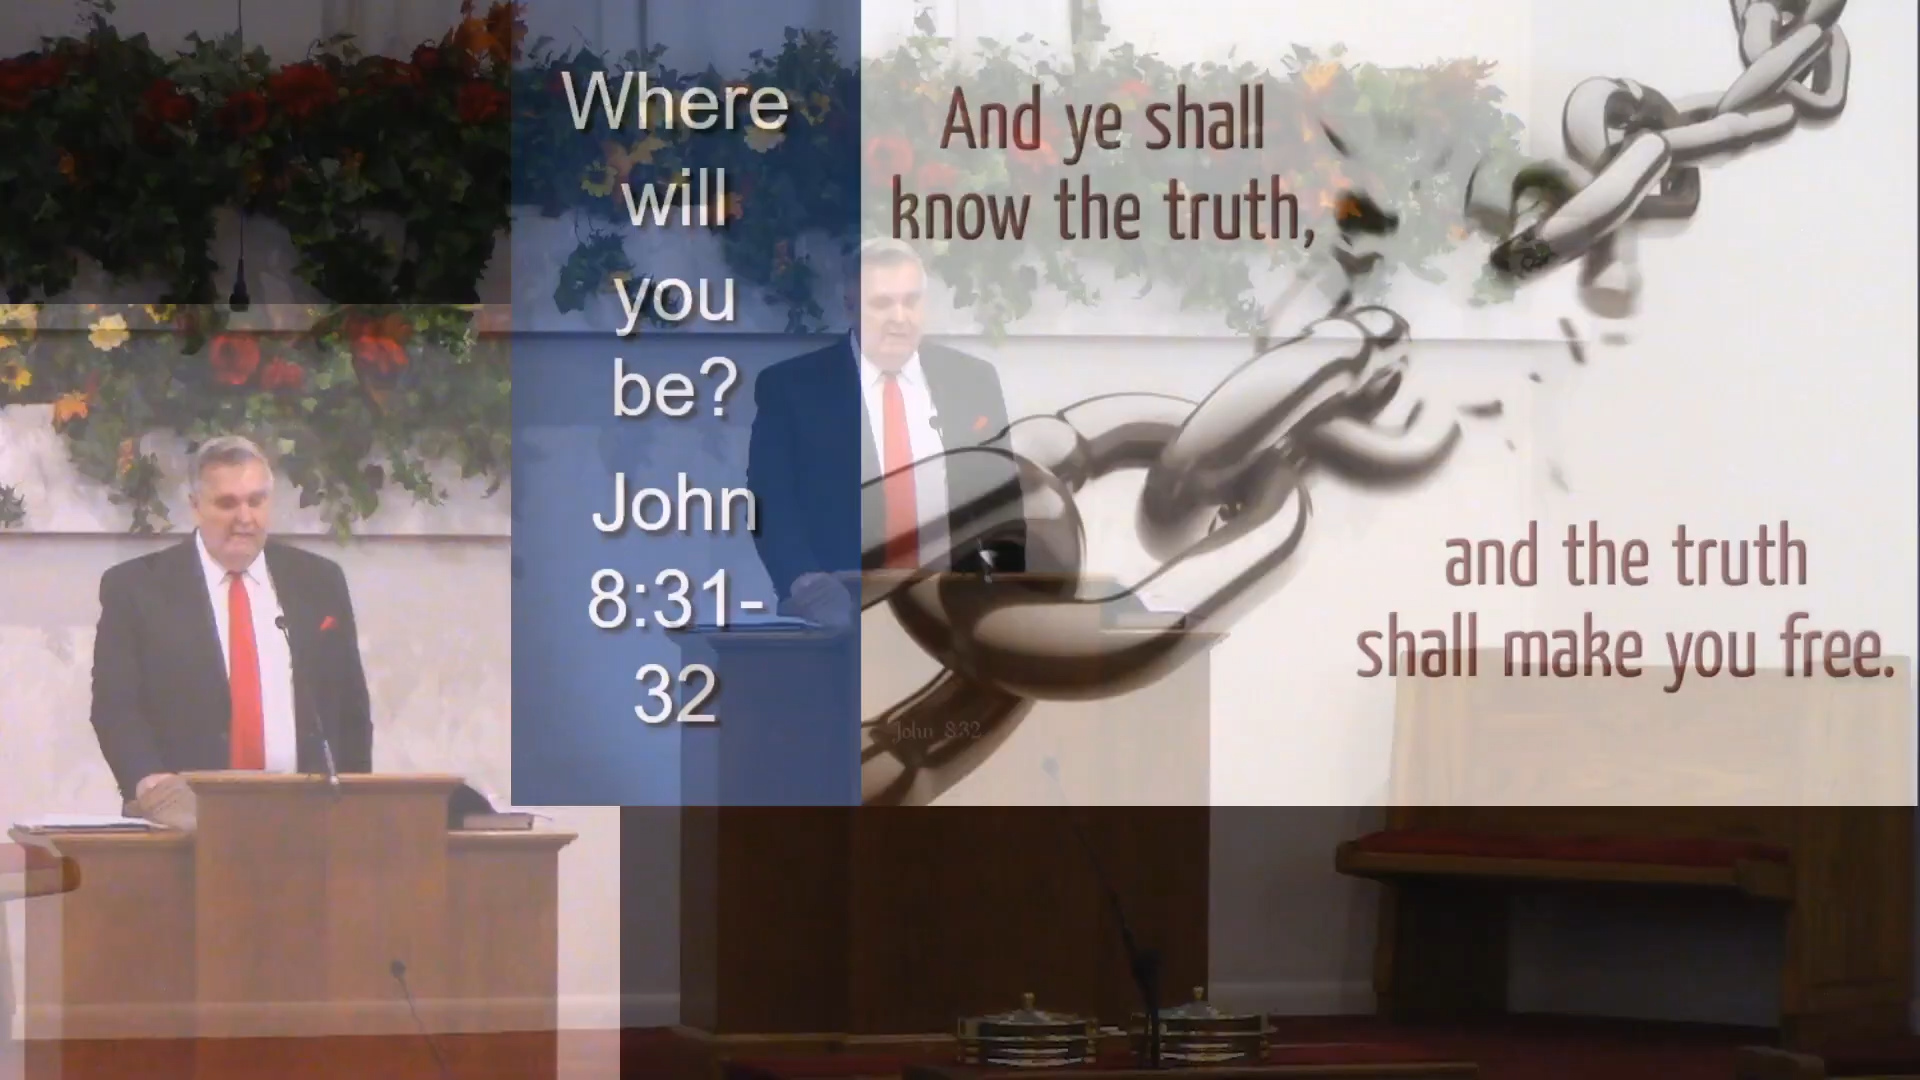 Where
will
you
be?
John
8:31-
32
And ye shall
know the truth,
and the truth
shall make you free.
John 8:32